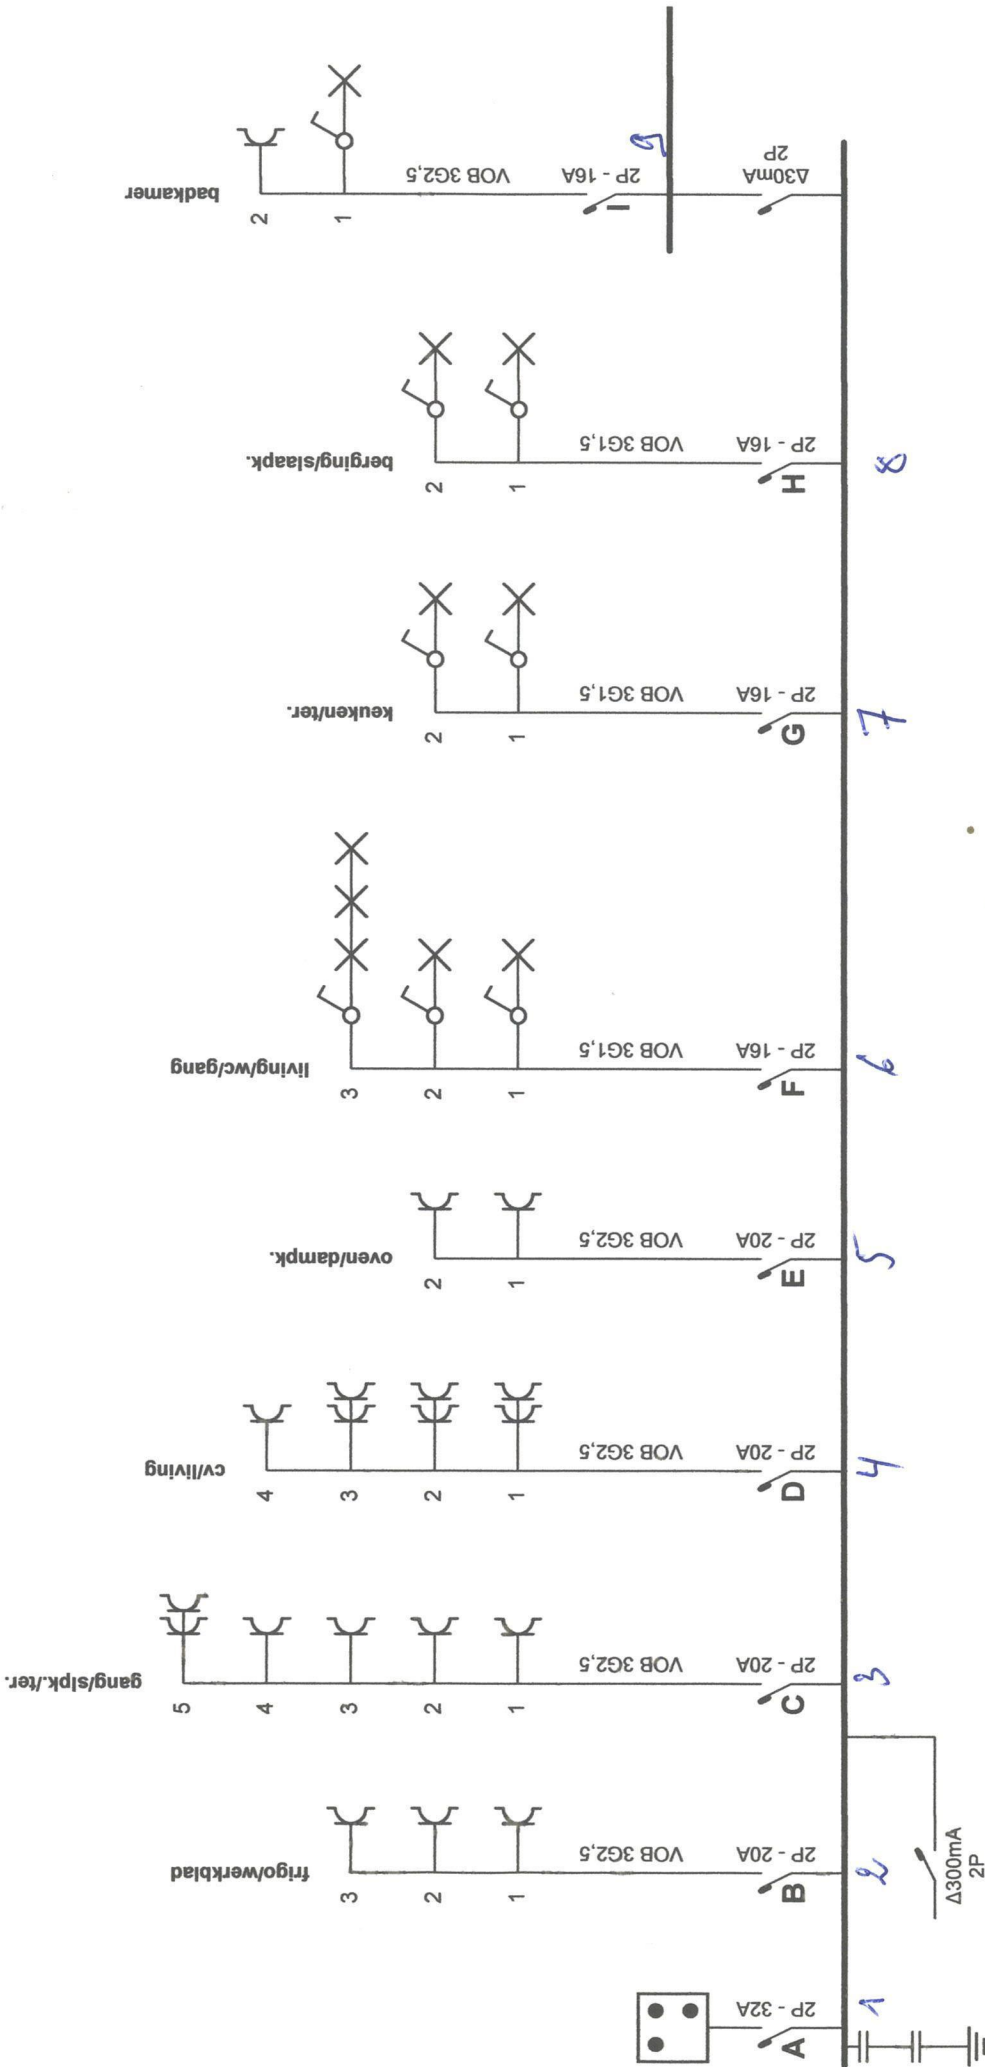 badkamer
2
1
VOB 3G2,5
2P - 16A
I
9
Δ30mA
2P
berging/slaapk.
2
1
VOB 3G1,5
2P - 16A
H
8
keuken/ter.
2
1
VOB 3G1,5
2P - 16A
G
7
living/wc/gang
3
2
1
VOB 3G1,5
2P - 16A
F
6
oven/dampk.
2
1
VOB 3G2,5
2P - 20A
E
5
cv/living
4
3
2
1
VOB 3G2,5
2P - 20A
D
4
gang/slpk./ter.
5
4
3
2
1
VOB 3G2,5
2P - 20A
C
3
frigo/werkblad
3
2
1
VOB 3G2,5
2P - 20A
B
2
Δ300mA
2P
2P - 32A
A
1